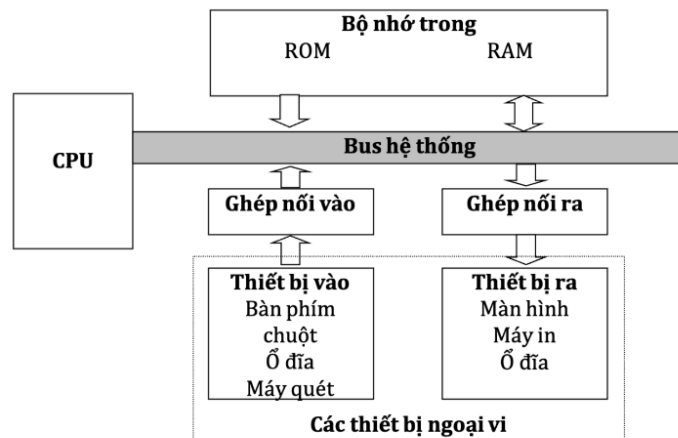 Bộ nhớ trong
ROM RAM
CPU
Bus hệ thống
Ghép nối vào
Ghép nối ra
Thiết bị vào
Bàn phím
chuột
Ổ đĩa
Máy quét
Thiết bị ra
Màn hình
Máy in
Ổ đĩa
Các thiết bị ngoại vi